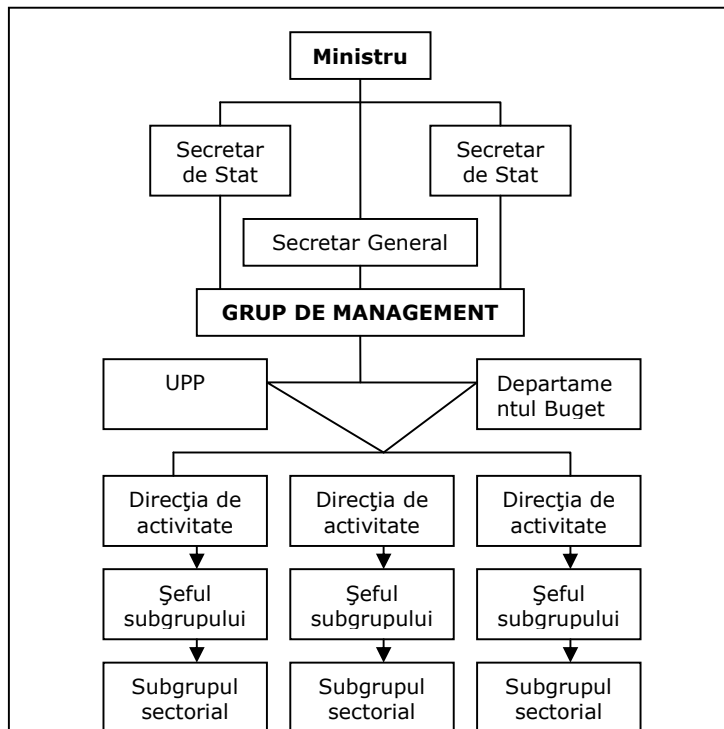 Ministru
Secretar
de Stat
Secretar
de Stat
Secretar General
GRUP DE MANAGEMENT
UPP
Departame
ntul Buget
Direcţia de
activitate
Direcţia de
activitate
Direcţia de
activitate
Şeful
subgrupului
Şeful
subgrupului
Şeful
subgrupului
Subgrupul
sectorial
Subgrupul
sectorial
Subgrupul
sectorial